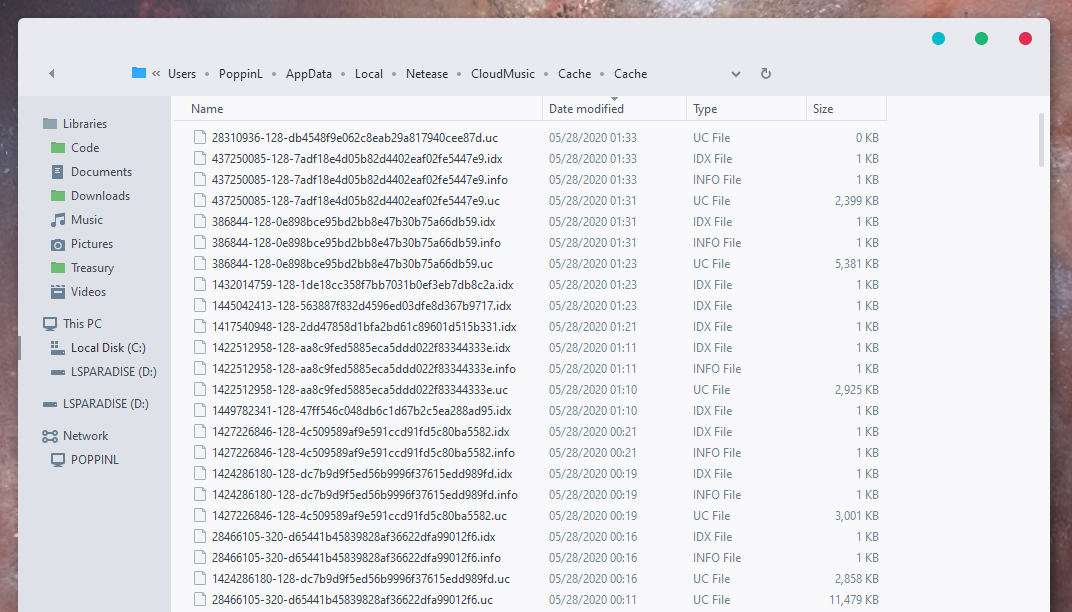 « Users • PoppinL • AppData • Local • Netease • CloudMusic • Cache • Cache
Libraries
Code
Documents
Downloads
Music
Pictures
Treasury
Videos
This PC
Local Disk (C:)
LSPARADISE (D:)
LSPARADISE (D:)
Network
POPPINL
Name Date modified Type Size
28310936-128-db4548f9e062c8eab29a817940cee87d.uc 05/28/2020 01:33 UC File 0 KB
437250085-128-7adf18e4d05b82d4402eaf02fe5447e9.idx 05/28/2020 01:33 IDX File 1 KB
437250085-128-7adf18e4d05b82d4402eaf02fe5447e9.info 05/28/2020 01:33 INFO File 1 KB
437250085-128-7adf18e4d05b82d4402eaf02fe5447e9.uc 05/28/2020 01:31 UC File 2,399 KB
386844-128-0e898bce95bd2bb8e47b30b75a66db59.idx 05/28/2020 01:31 IDX File 1 KB
386844-128-0e898bce95bd2bb8e47b30b75a66db59.info 05/28/2020 01:31 INFO File 1 KB
386844-128-0e898bce95bd2bb8e47b30b75a66db59.uc 05/28/2020 01:23 UC File 5,381 KB
1432014759-128-1de18cc358f7bb7031b0ef3eb7db8c2a.idx 05/28/2020 01:23 IDX File 1 KB
1445042413-128-563887f832d4596ed03dfe8d367b9717.idx 05/28/2020 01:23 IDX File 1 KB
1417540948-128-2dd47858d1bfa2bd61c89601d515b331.idx 05/28/2020 01:21 IDX File 1 KB
1422512958-128-aa8c9fed5885eca5ddd022f83344333e.idx 05/28/2020 01:11 IDX File 1 KB
1422512958-128-aa8c9fed5885eca5ddd022f83344333e.info 05/28/2020 01:11 INFO File 1 KB
1422512958-128-aa8c9fed5885eca5ddd022f83344333e.uc 05/28/2020 01:10 UC File 2,925 KB
1449782341-128-47ff546c048db6c1d67b2c5ea288ad95.idx 05/28/2020 01:10 IDX File 1 KB
1427226846-128-4c509589af9e591ccd91fd5c80ba5582.idx 05/28/2020 00:21 IDX File 1 KB
1427226846-128-4c509589af9e591ccd91fd5c80ba5582.info 05/28/2020 00:21 INFO File 1 KB
1424286180-128-dc7b9d9f5ed56b9996f37615edd989fd.idx 05/28/2020 00:19 IDX File 1 KB
1424286180-128-dc7b9d9f5ed56b9996f37615edd989fd.info 05/28/2020 00:19 INFO File 1 KB
1427226846-128-4c509589af9e591ccd91fd5c80ba5582.uc 05/28/2020 00:19 UC File 3,001 KB
28466105-320-d65441b45839828af36622dfa99012f6.idx 05/28/2020 00:16 IDX File 1 KB
28466105-320-d65441b45839828af36622dfa99012f6.info 05/28/2020 00:16 INFO File 1 KB
1424286180-128-dc7b9d9f5ed56b9996f37615edd989fd.uc 05/28/2020 00:16 UC File 2,858 KB
28466105-320-d65441b45839828af36622dfa99012f6.uc 05/28/2020 00:11 UC File 11,479 KB